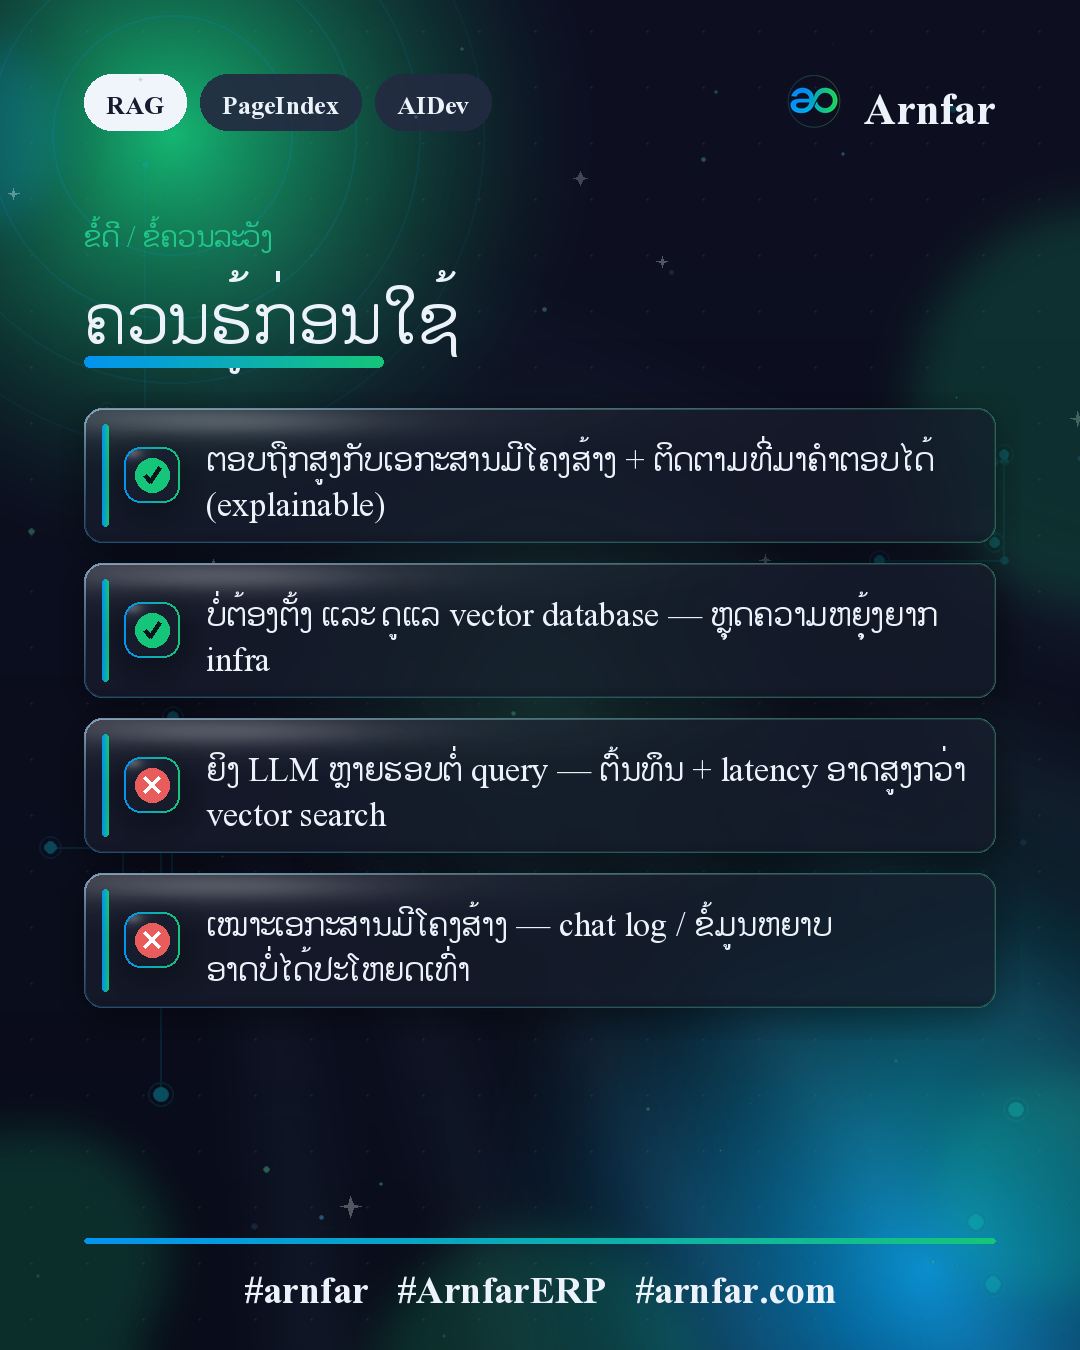 RAG PageIndex AIDev
Arnfar
ຂໍ້ດີ / ຂໍ້ຄວນລະວັງ
ຄວນຮູ້ກ່ອນໃຊ້
ຕອບຖືກສູງກັບເອກະສານມີໂຄງສ້າງ + ຕິດຕາມທີ່ມາຄຳຕອບໄດ້
(explainable)
ບໍ່ຕ້ອງຕັ້ງ ແລະ ດູແລ vector database — ຫຼຸດຄວາມຫຍຸ້ງຍາກ
infra
ຍິງ LLM ຫຼາຍຮອບຕໍ່ query — ຕົ້ນທຶນ + latency ອາດສູງກວ່າ
vector search
ເໝາະເອກະສານມີໂຄງສ້າງ — chat log / ຂໍ້ມູນຫຍາບ
ອາດບໍ່ໄດ້ປະໂຫຍດເທົ່າ
#arnfar #ArnfarERP #arnfar.com